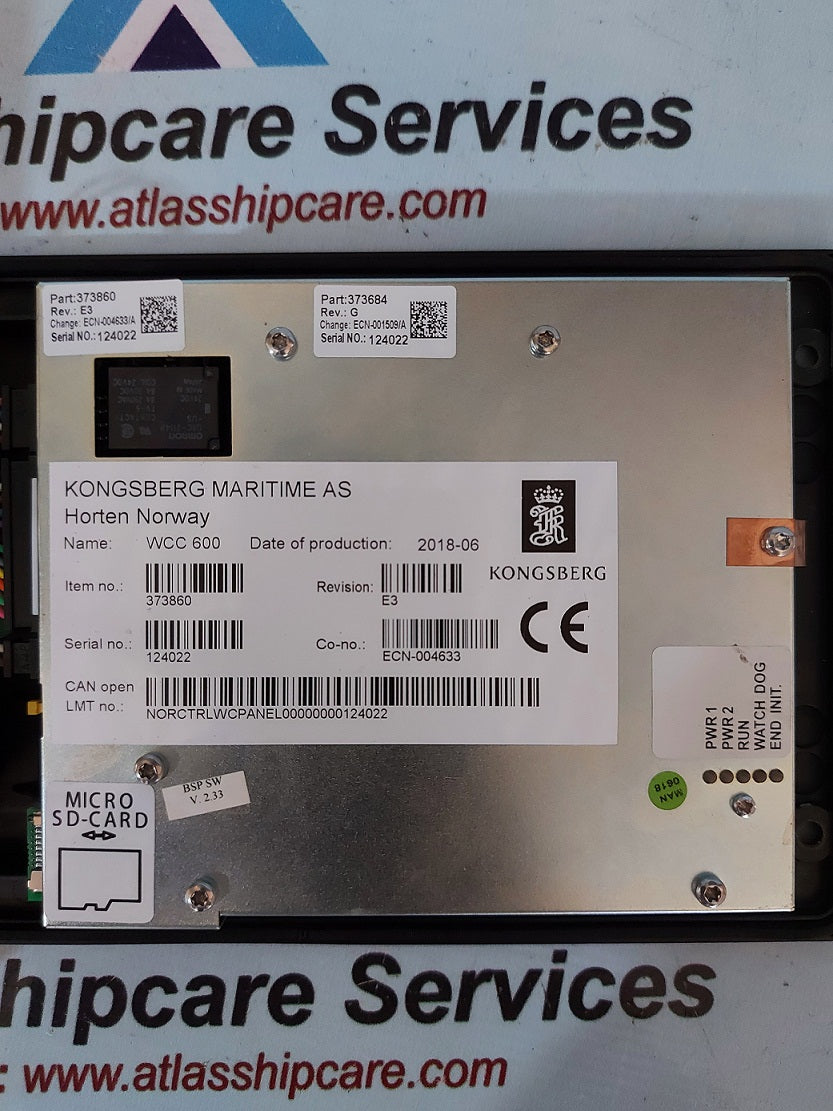 hipcare Services
www.atlasshipcare.com
Part:373860
Rev.: E3
Change: ECN-004633/A
Serial NO.: 124022
Part:373684
Rev.: G
Change: ECN-001509/A
Serial NO.: 124022
OMRON
KONGSBERG MARITIME AS
Horten Norway
Name: WCC 600 Date of production: 2018-06
KONGSBERG
Item no.: 373860 Revision: E3
Serial no.: 124022 Co-no.: ECN-004633
CE
CAN open
LMT no.: NORCTRLWCPANEL00000000124022
PWR 1
PWR 2
RUN
WATCH DOG
END INIT.
BSP SW
V. 2.33
MAN
0618
MICRO
SD-CARD
hipcare Services
: www.atlasshipcare.com